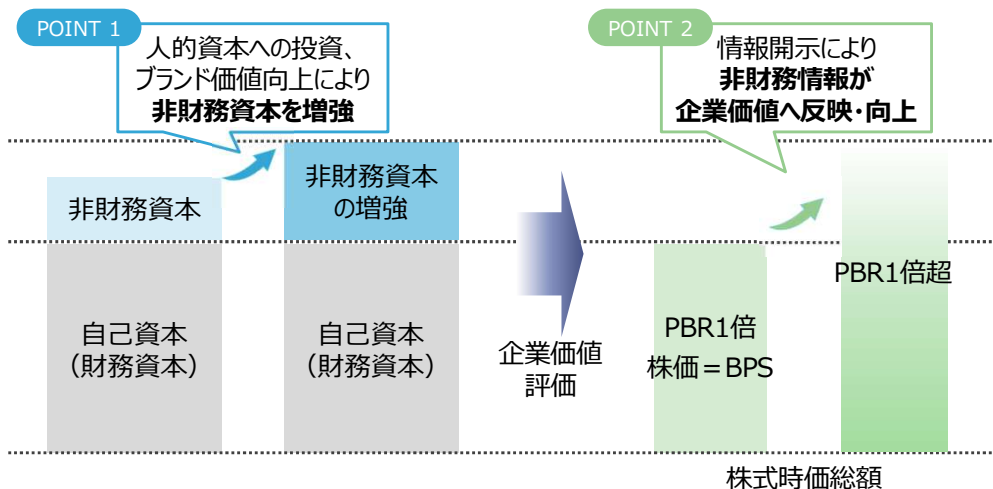 POINT 1
人的資本への投資、
ブランド価値向上により
非財務資本を増強
POINT 2
情報開示により
非財務情報が
企業価値へ反映・向上
非財務資本
非財務資本
の増強
自己資本
(財務資本)
自己資本
(財務資本)
企業価値
評価
PBR1倍
株価=BPS
PBR1倍超
株式時価総額